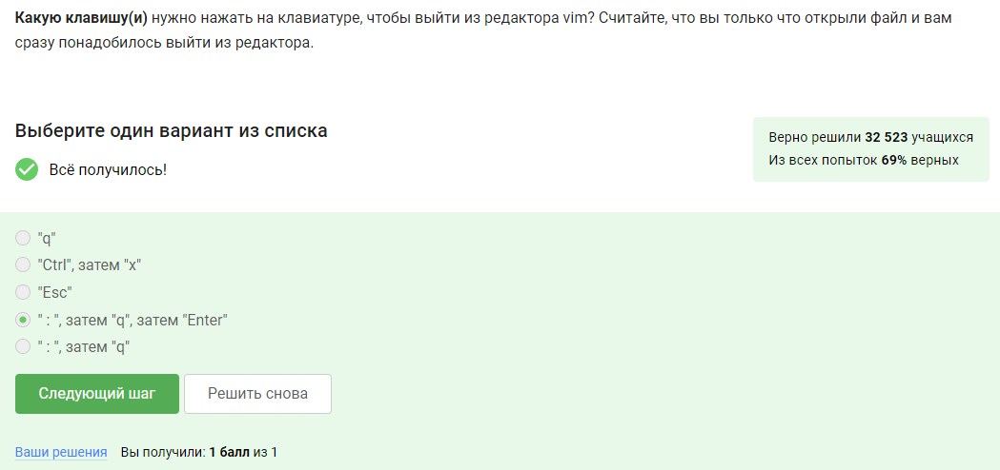 Какую клавишу(и) нужно нажать на клавиатуре, чтобы выйти из редактора vim? Считайте, что вы только что открыли файл и вам
сразу понадобилось выйти из редактора.
Выберите один вариант из списка
Верно решили 32 523 учащихся
Из всех попыток 69% верных
Всё получилось!
"q"
"Ctrl", затем "x"
"Esc"
" : ", затем "q", затем "Enter"
" : ", затем "q"
Следующий шаг
Решить снова
Ваши решения Вы получили: 1 балл из 1